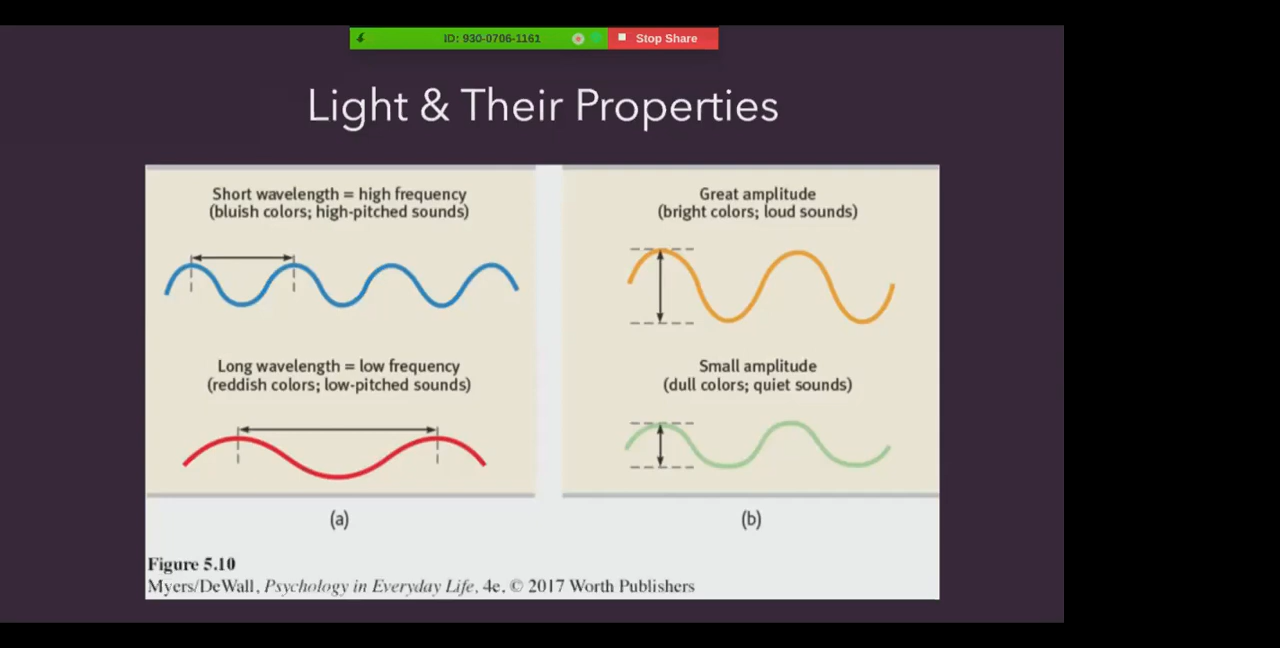 ID: 930-0706-1161
Stop Share
Light & Their Properties
Short wavelength = high frequency
(bluish colors; high-pitched sounds)
Long wavelength = low frequency
(reddish colors; low-pitched sounds)
(a)
Great amplitude
(bright colors; loud sounds)
Small amplitude
(dull colors; quiet sounds)
(b)
Figure 5.10
Myers/DeWall, Psychology in Everyday Life, 4e, © 2017 Worth Publishers